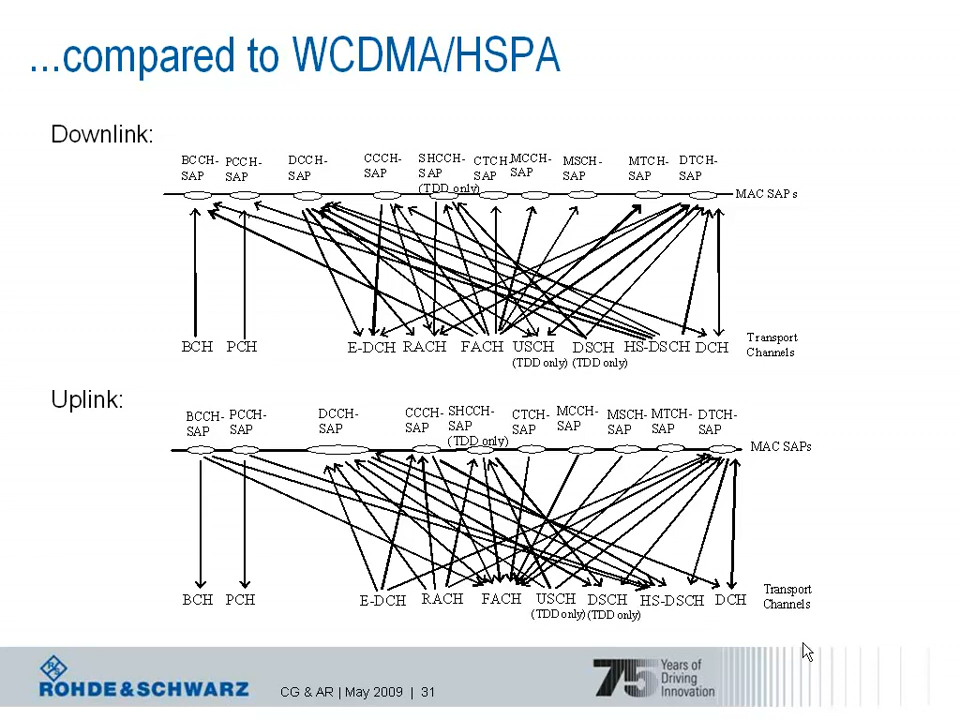 ...compared to WCDMA/HSPA
Downlink:
BCCH-
SAP
PCCH-
SAP
DCCH-
SAP
CCCH-
SAP
SHCCH-
SAP
(TDD only)
CTCH-
SAP
MCCH-
SAP
MSCH-
SAP
MTCH-
SAP
DTCH-
SAP
MAC SAPs
BCH
PCH
E-DCH
RACH
FACH
USCH
(TDD only)
DSCH
(TDD only)
HS-DSCH
DCH
Transport
Channels
Uplink:
BCCH-
SAP
PCCH-
SAP
DCCH-
SAP
CCCH-
SAP
SHCCH-
SAP
(TDD only)
CTCH-
SAP
MCCH-
SAP
MSCH-
SAP
MTCH-
SAP
DTCH-
SAP
MAC SAPs
BCH
PCH
E-DCH
RACH
FACH
USCH
(TDD only)
DSCH
(TDD only)
HS-DSCH
DCH
Transport
Channels
ROHDE&SCHWARZ
CG & AR | May 2009 | 31
75
Years of
Driving
Innovation